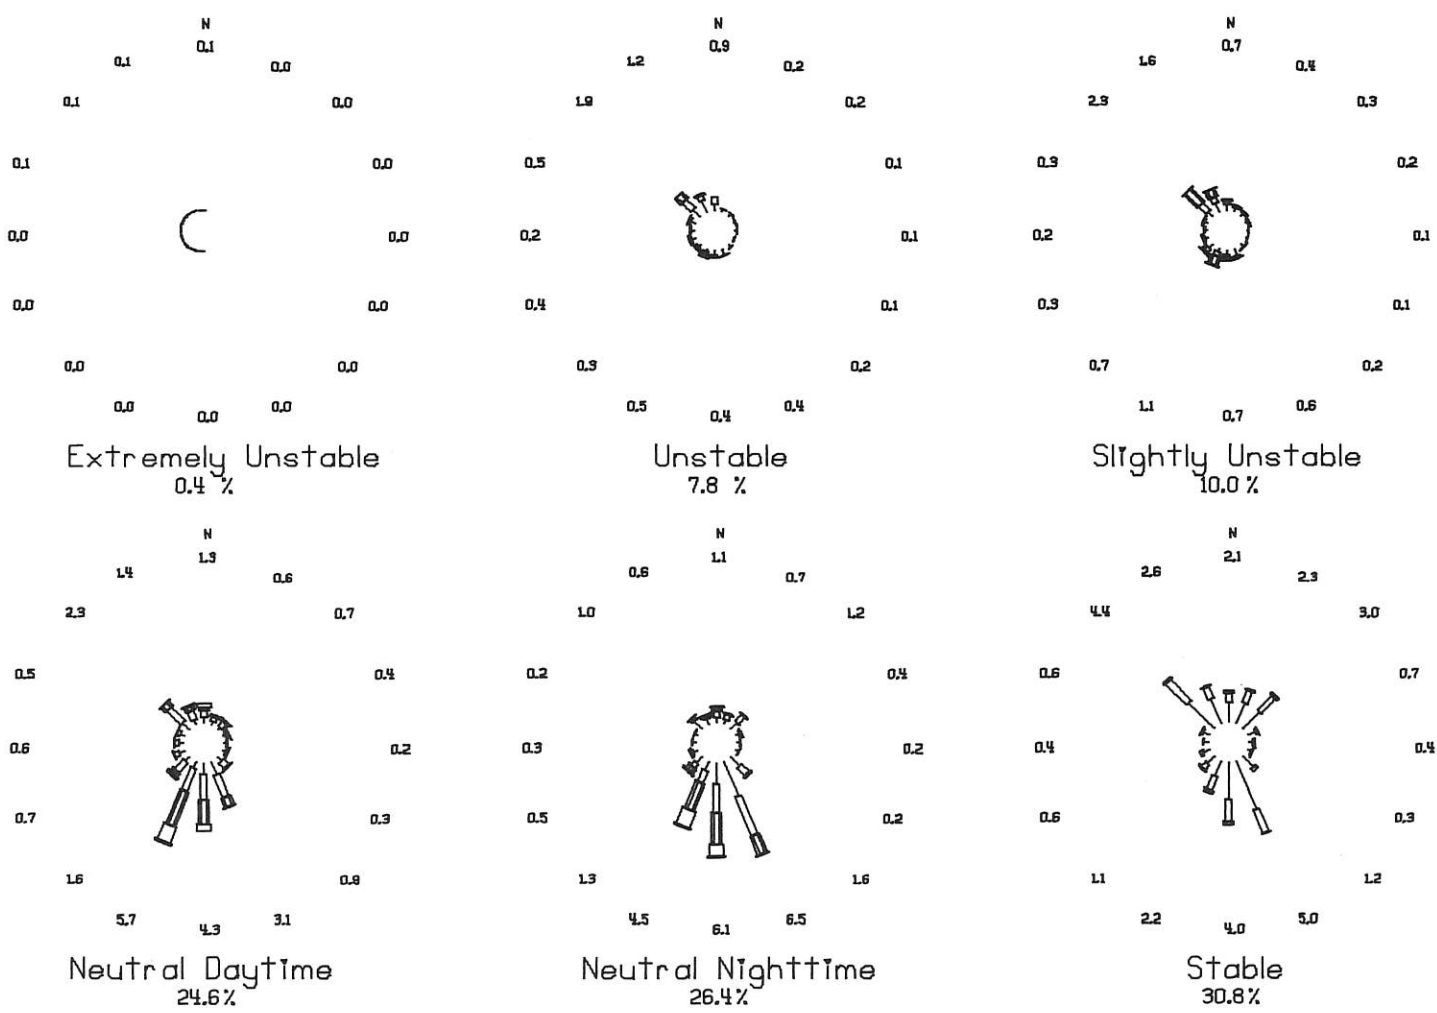 N N N
0.1 0.9 0.7
0.1 0.0 1.2 0.2 1.6 0.4
0.1 0.0 1.9 0.2 2.9 0.3
0.1 0.0 0.5 0.1 0.9 0.2
0.0 0.0 0.2 0.1 0.2 0.1
0.0 0.0 0.4 0.1 0.9 0.1
0.0 0.0 0.3 0.2 0.7 0.2
0.0 0.0 0.5 0.4 1.1 0.6
0.0 0.4 0.7
Extremely Unstable Unstable Slightly Unstable
0.4 % 7.8 % 10.0 %
N N N
1.3 1.1 2.1
1.4 0.6 0.6 0.7 2.6 2.3
2.3 0.7 1.0 1.2 4.4 3.0
0.5 0.4 0.2 0.4 0.6 0.7
0.6 0.2 0.3 0.2 0.4 0.4
0.7 0.3 0.5 0.2 0.6 0.3
1.6 0.9 1.3 1.6 1.1 1.2
5.7 3.1 4.5 6.5 2.2 5.0
4.3 6.1 4.0
Neutral Daytime Neutral Nighttime Stable
24.6% 26.4% 30.8%